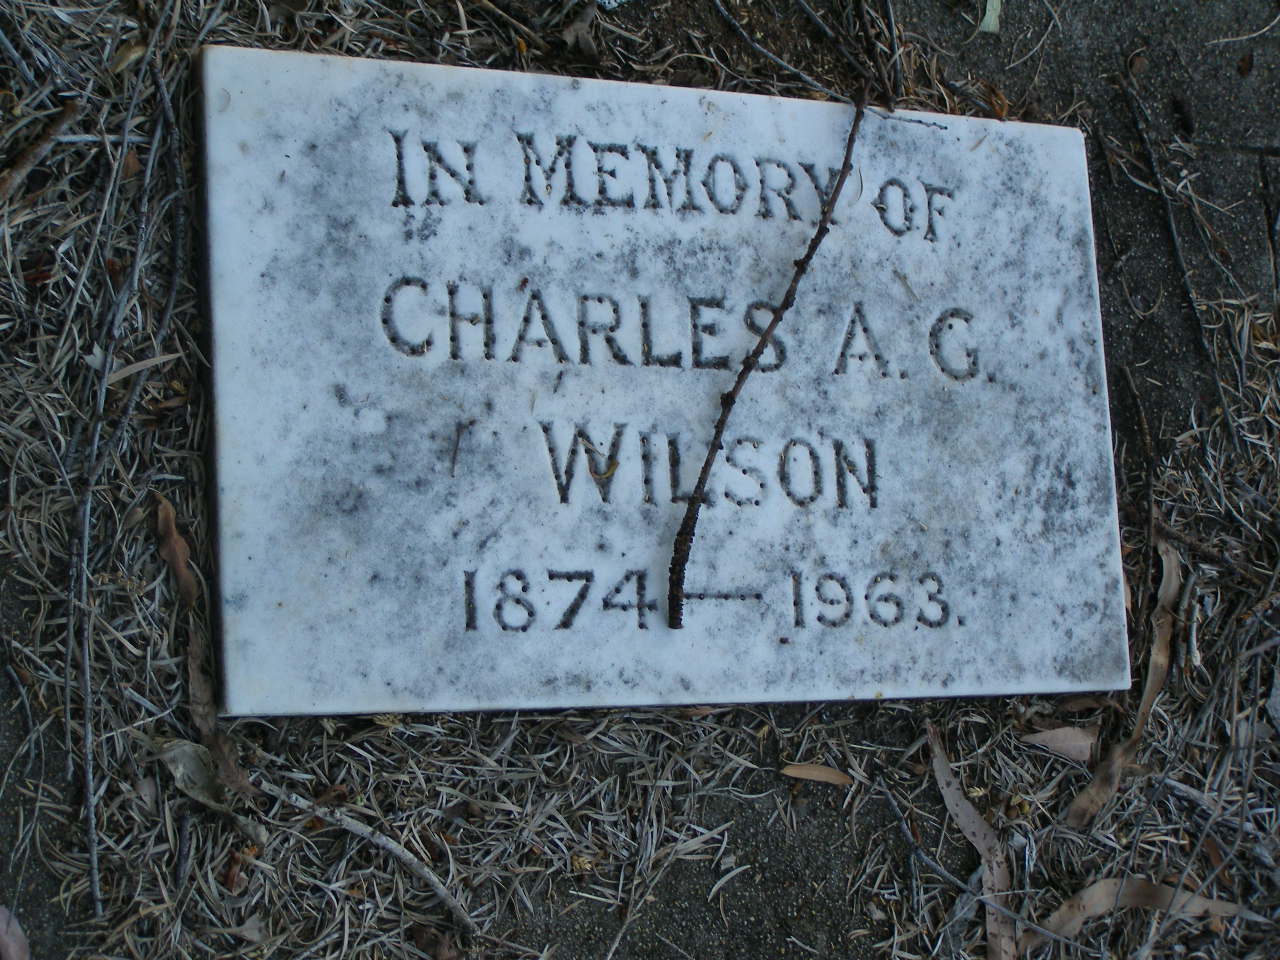 IN MEMORY OF
CHARLES A. G.
WILSON
1874 — 1963.